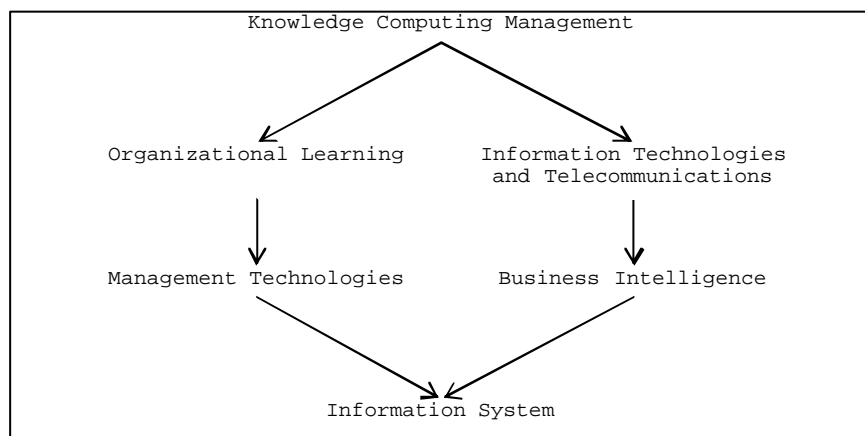 Knowledge Computing Management
Organizational Learning
Information Technologies
and Telecommunications
Management Technologies
Business Intelligence
Information System